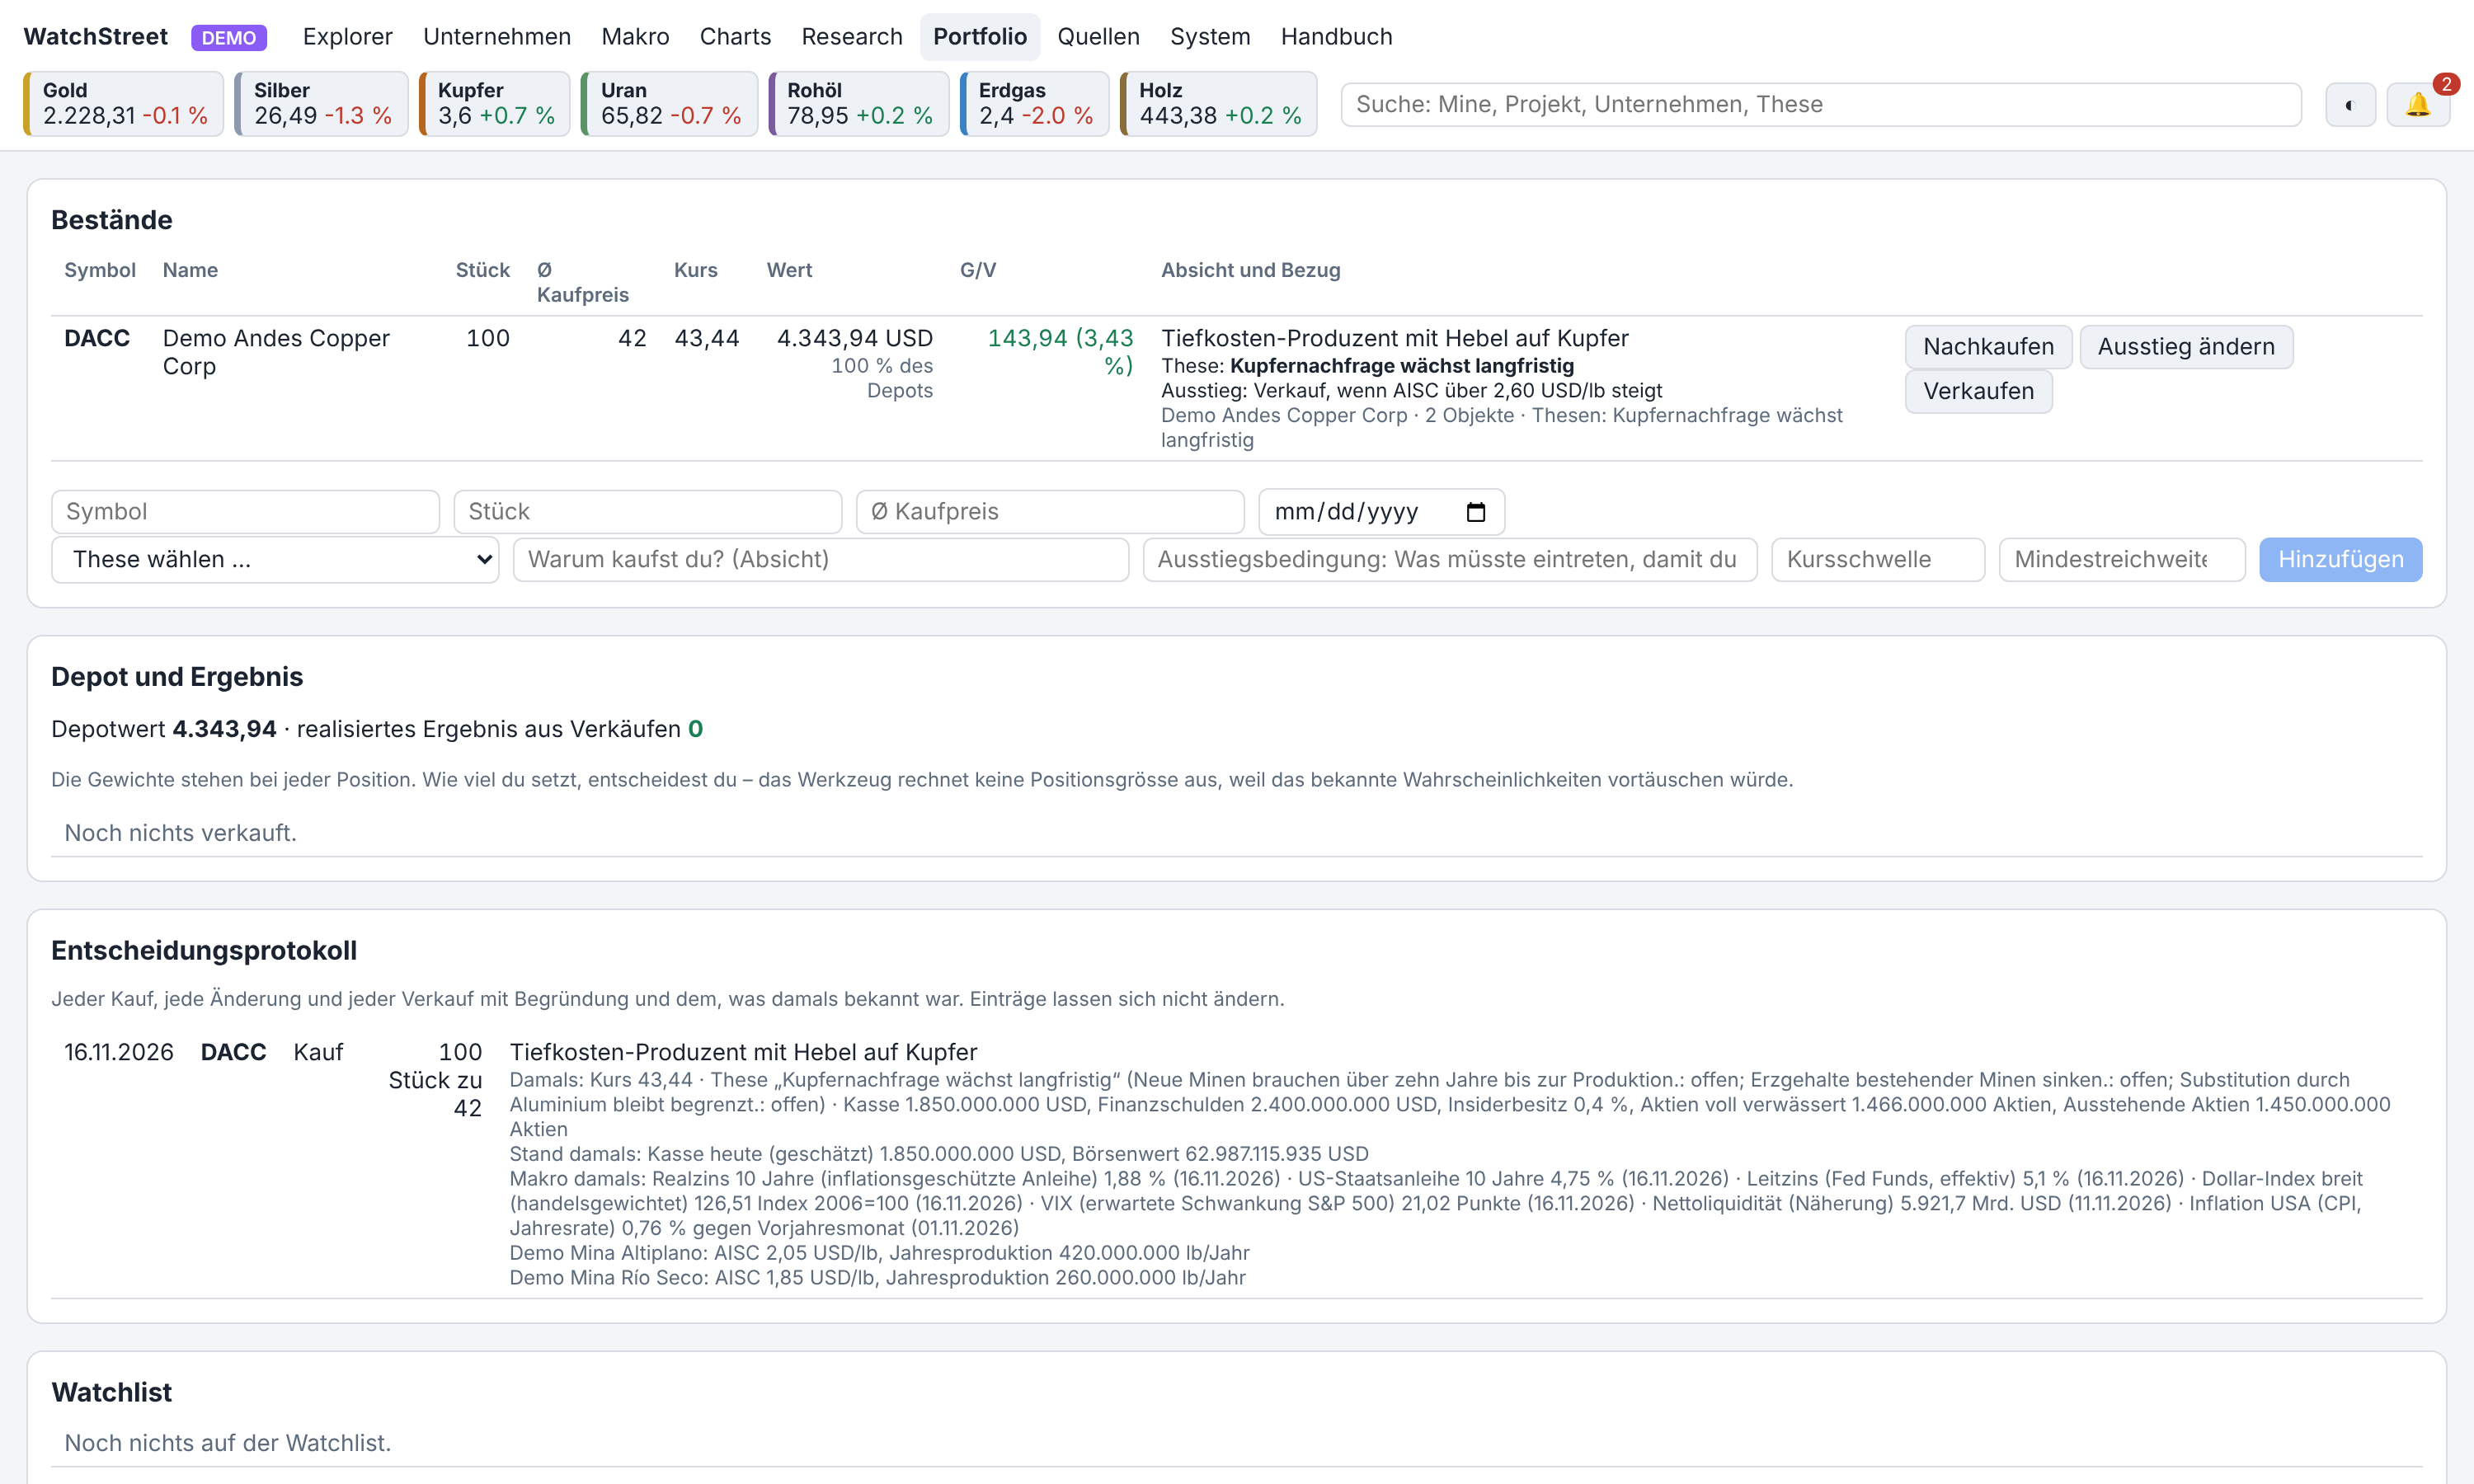 WatchStreet DEMO Explorer Unternehmen Makro Charts Research Portfolio Quellen System Handbuch
Gold
2.228,31 -0.1 %
Silber
26,49 -1.3 %
Kupfer
3,6 +0.7 %
Uran
65,82 -0.7 %
Rohöl
78,95 +0.2 %
Erdgas
2,4 -2.0 %
Holz
443,38 +0.2 %
Suche: Mine, Projekt, Unternehmen, These
2
Bestände
Symbol Name Stück Ø Kaufpreis Kurs Wert G/V Absicht und Bezug
DACC Demo Andes Copper Corp 100 42 43,44 4.343,94 USD 143,94 (3,43 %)
100 % des Depots
Tiefkosten-Produzent mit Hebel auf Kupfer
These: Kupfernachfrage wächst langfristig
Ausstieg: Verkauf, wenn AISC über 2,60 USD/lb steigt
Demo Andes Copper Corp · 2 Objekte · Thesen: Kupfernachfrage wächst
langfristig
Nachkaufen Ausstieg ändern
Verkaufen
Symbol Stück Ø Kaufpreis mm/dd/yyyy
These wählen ... Warum kaufst du? (Absicht) Ausstiegsbedingung: Was müsste eintreten, damit du Kursschwelle Mindestreichweite Hinzufügen
Depot und Ergebnis
Depotwert 4.343,94 · realisiertes Ergebnis aus Verkäufen 0
Die Gewichte stehen bei jeder Position. Wie viel du setzt, entscheidest du – das Werkzeug rechnet keine Positionsgrösse aus, weil das bekannte Wahrscheinlichkeiten vortäuschen würde.
Noch nichts verkauft.
Entscheidungsprotokoll
Jeder Kauf, jede Änderung und jeder Verkauf mit Begründung und dem, was damals bekannt war. Einträge lassen sich nicht ändern.
16.11.2026 DACC Kauf 100 Stück zu 42
Tiefkosten-Produzent mit Hebel auf Kupfer
Damals: Kurs 43,44 · These „Kupfernachfrage wächst langfristig“ (Neue Minen brauchen über zehn Jahre bis zur Produktion.: offen; Erzgehalte bestehender Minen sinken.: offen; Substitution durch
Aluminium bleibt begrenzt.: offen) · Kasse 1.850.000.000 USD, Finanzschulden 2.400.000.000 USD, Insiderbesitz 0,4 %, Aktien voll verwässert 1.466.000.000 Aktien, Ausstehende Aktien 1.450.000.000
Aktien
Stand damals: Kasse heute (geschätzt) 1.850.000.000 USD, Börsenwert 62.987.115.935 USD
Makro damals: Realzins 10 Jahre (inflationsgeschützte Anleihe) 1,88 % (16.11.2026) · US-Staatsanleihe 10 Jahre 4,75 % (16.11.2026) · Leitzins (Fed Funds, effektiv) 5,1 % (16.11.2026) · Dollar-Index breit
(handelsgewichtet) 126,51 Index 2006=100 (16.11.2026) · VIX (erwartete Schwankung S&P 500) 21,02 Punkte (16.11.2026) · Nettoliquidität (Näherung) 5.921,7 Mrd. USD (11.11.2026) · Inflation USA (CPI,
Jahresrate) 0,76 % gegen Vorjahresmonat (01.11.2026)
Demo Mina Altiplano: AISC 2,05 USD/lb, Jahresproduktion 420.000.000 lb/Jahr
Demo Mina Río Seco: AISC 1,85 USD/lb, Jahresproduktion 260.000.000 lb/Jahr
Watchlist
Noch nichts auf der Watchlist.